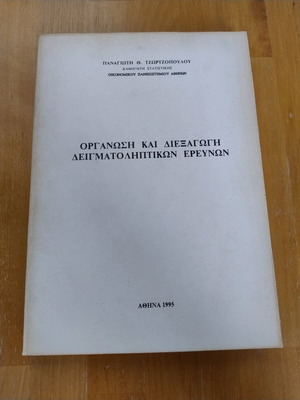 ΠΑΝΑΓΙΩΤΗ Θ. ΤΖΩΡΤΖΟΠΟΥΛΟΥ
ΚΑΘΗΓΗΤΗ ΣΤΑΤΙΣΤΙΚΗΣ
ΟΙΚΟΝΟΜΙΚΟΥ ΠΑΝΕΠΙΣΤΗΜΙΟΥ ΑΘΗΝΩΝ
ΟΡΓΑΝΩΣΗ ΚΑΙ ΔΙΕΞΑΓΩΓΗ
ΔΕΙΓΜΑΤΟΛΗΠΤΙΚΩΝ ΕΡΕΥΝΩΝ
ΑΘΗΝΑ 1995